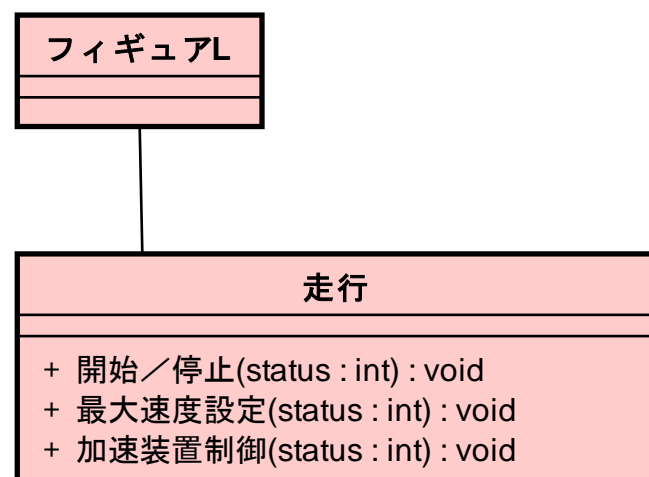 フィギュアL
走行
+ 開始／停止(status : int) : void
+ 最大速度設定(status : int) : void
+ 加速装置制御(status : int) : void